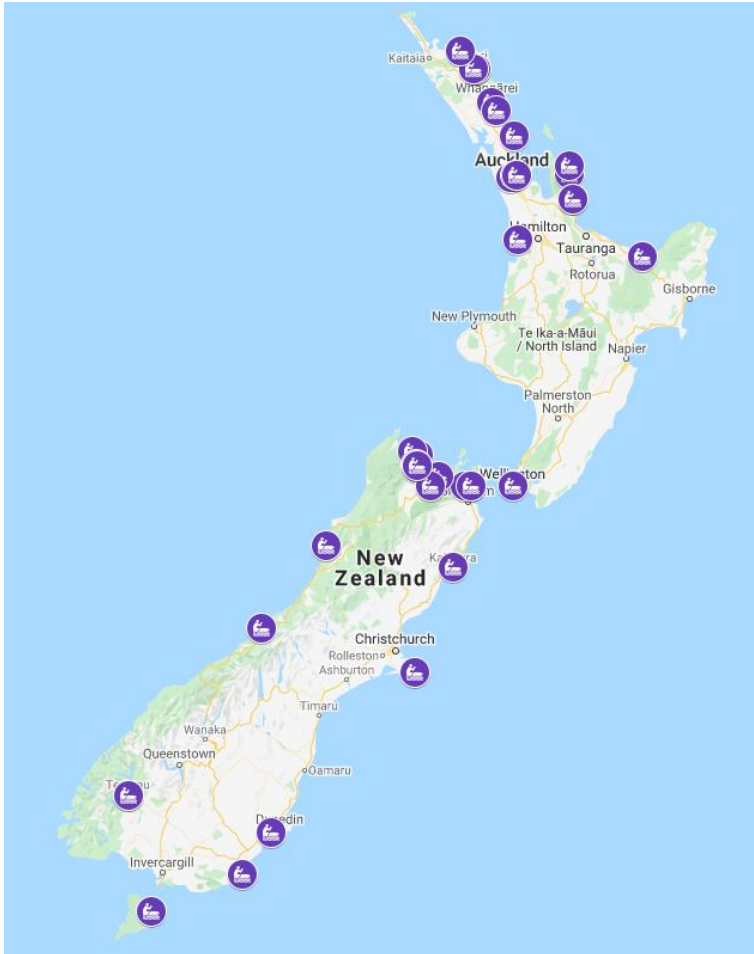 Kaitaia
Auckland
Hamilton
Tauranga
Rotorua
Gisborne
New Plymouth
Te Ika-a-Māui
/ North Island
Napier
Palmerston
North
New
Zealand
Christchurch
Rolleston
Ashburton
Timaru
Wanaka
Queenstown
Oamaru
Invercargill